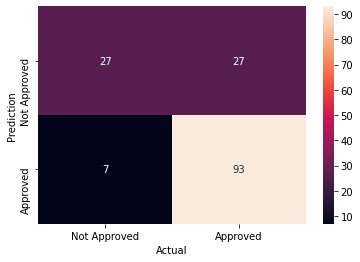 Prediction
Not Approved
Approved
27
27
7
93
Not Approved
Approved
Actual
90
80
70
60
50
40
30
20
10